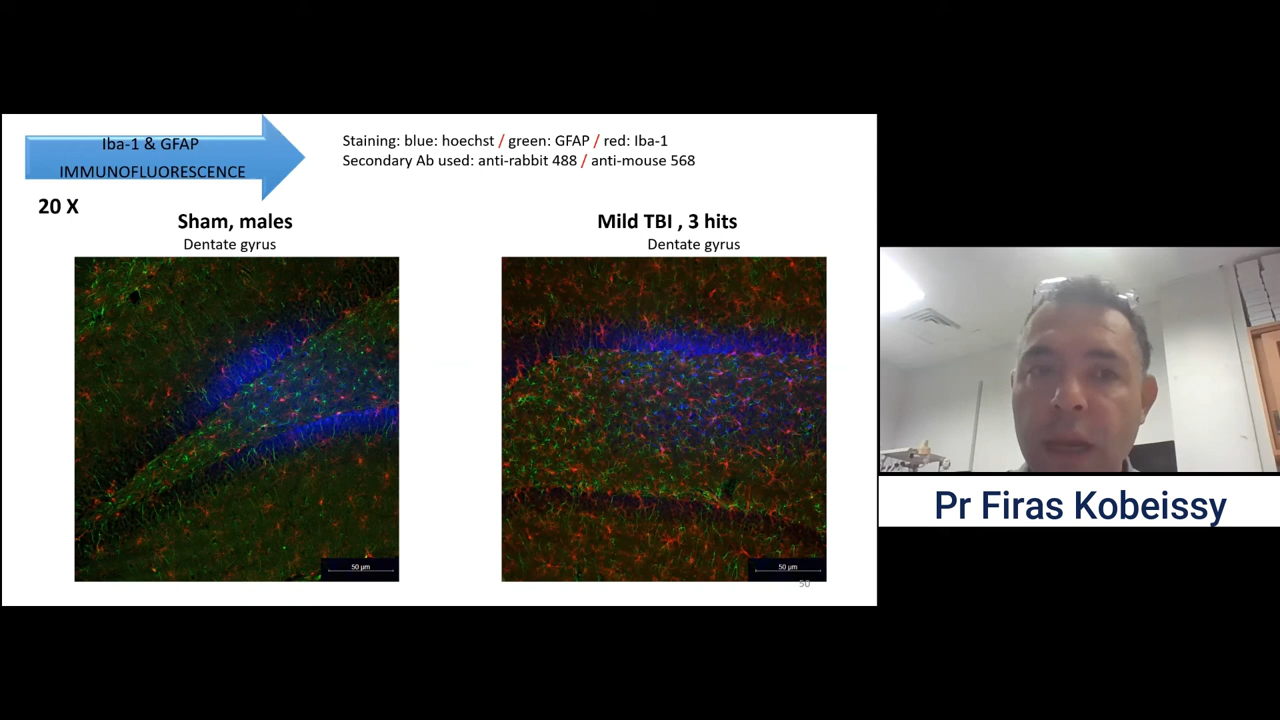 Iba-1 & GFAP
IMMUNOFLUORESCENCE
Staining: blue: hoechst / green: GFAP / red: Iba-1
Secondary Ab used: anti-rabbit 488 / anti-mouse 568
20 X
Sham, males
Dentate gyrus
Mild TBI , 3 hits
Dentate gyrus
50 µm
50 µm
50
Pr Firas Kobeissy